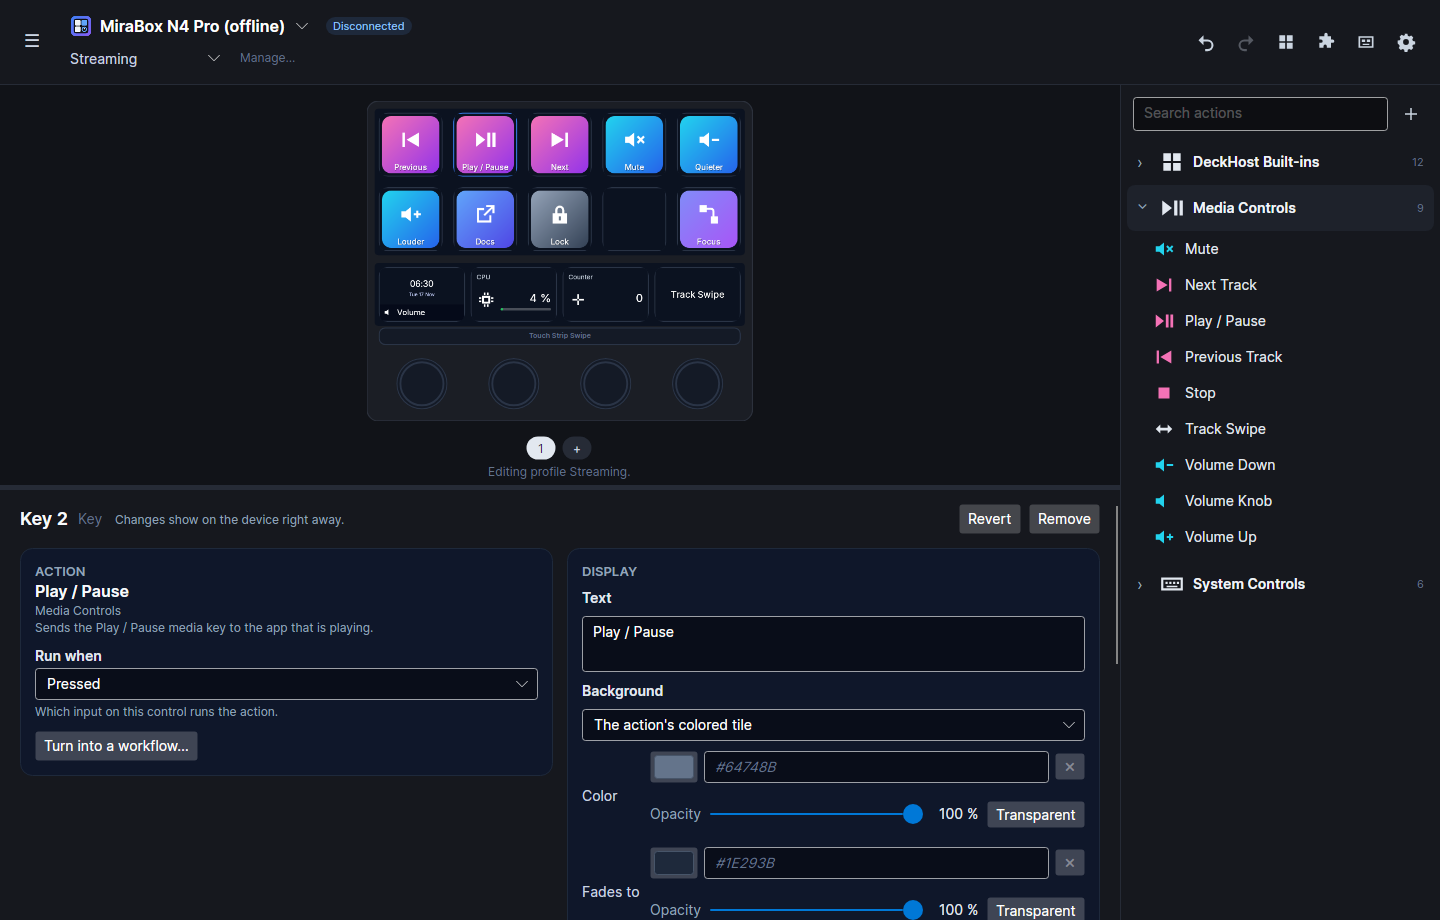 MiraBox N4 Pro (offline)
Disconnected
Streaming
Manage...
Previous
Play / Pause
Next
Mute
Quieter
Louder
Docs
Lock
Focus
06:30
Tue 17 Nov
Volume
CPU
4 %
Counter
0
Track Swipe
Touch Strip Swipe
1
+
Editing profile Streaming.
Search actions
+
DeckHost Built-ins 12
Media Controls 9
Mute
Next Track
Play / Pause
Previous Track
Stop
Track Swipe
Volume Down
Volume Knob
Volume Up
System Controls 6
Key 2 Key Changes show on the device right away.
Revert
Remove
ACTION
Play / Pause
Media Controls
Sends the Play / Pause media key to the app that is playing.
Run when
Pressed
Which input on this control runs the action.
Turn into a workflow...
DISPLAY
Text
Play / Pause
Background
The action's colored tile
Color
#64748B
Opacity 100 % Transparent
Fades to
#1E293B
Opacity 100 % Transparent